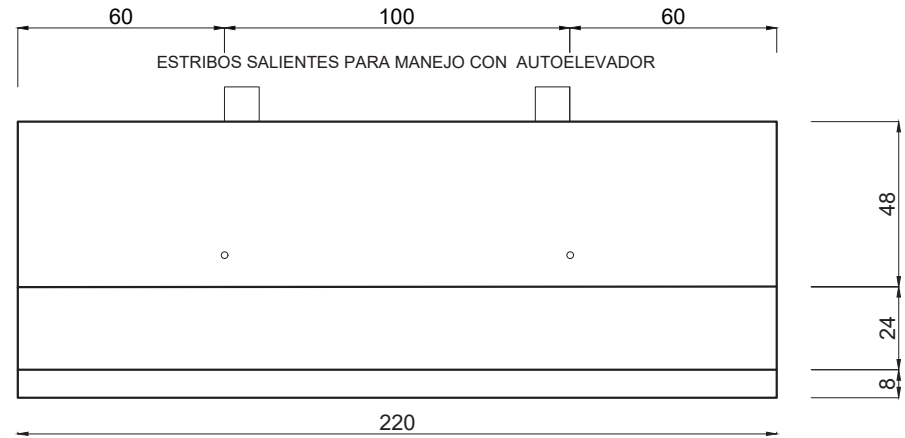 60 100 60
ESTRIBOS SALIENTES PARA MANEJO CON AUTOELEVADOR
48
24
8
220